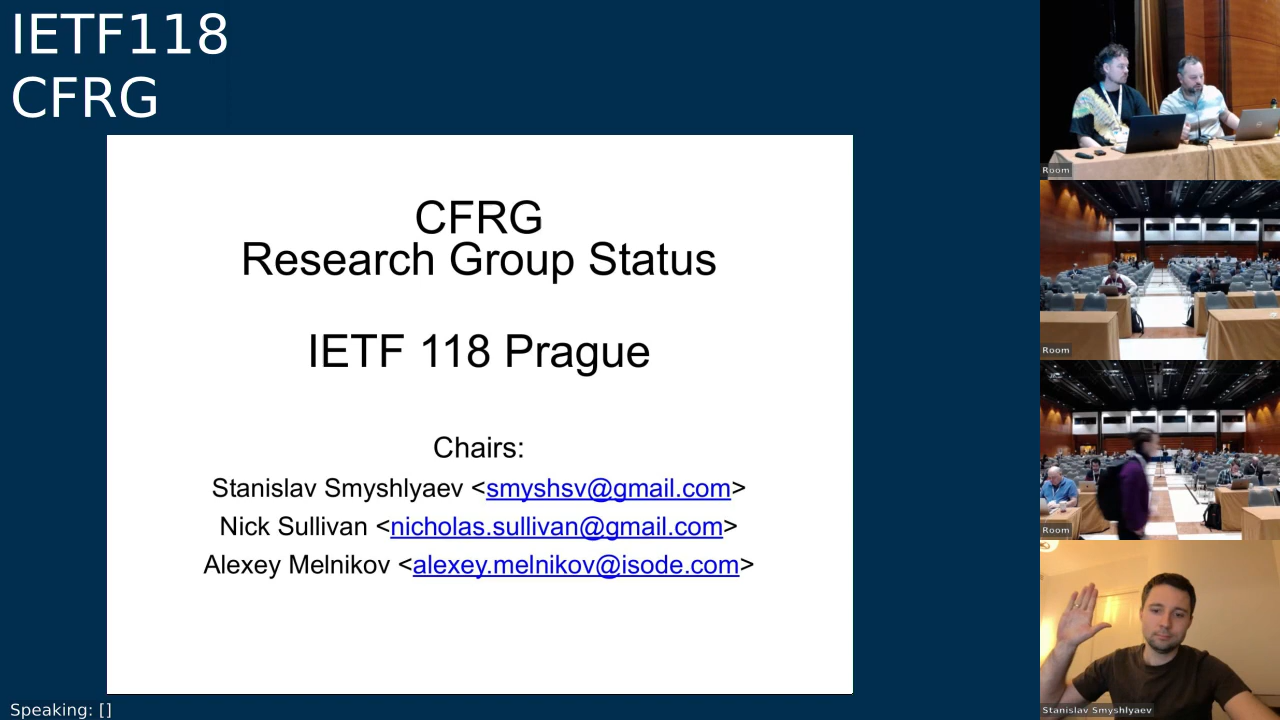 IETF118
CFRG
CFRG
Research Group Status
IETF 118 Prague
Chairs:
Stanislav Smyshlyaev <smyshsv@gmail.com>
Nick Sullivan <nicholas.sullivan@gmail.com>
Alexey Melnikov <alexey.melnikov@isode.com>
Room
Room
Room
Stanislav Smyshlyaev
Speaking: []